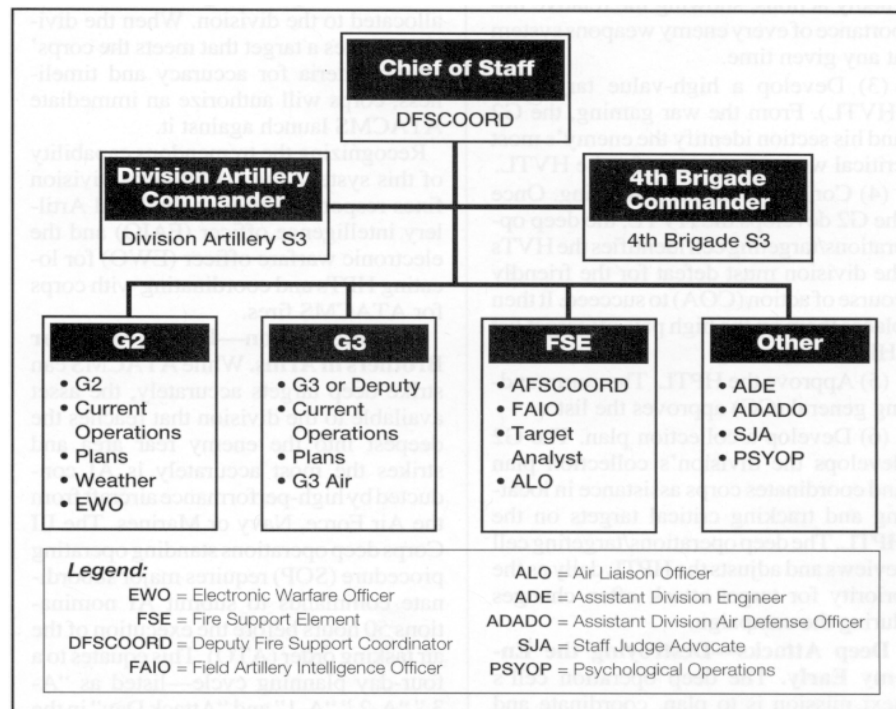 Chief of Staff
DFSCOORD
Division Artillery
Commander
Division Artillery S3
4th Brigade
Commander
4th Brigade S3
G2
• G2
• Current
Operations
• Plans
• Weather
• EWO
G3
• G3 or Deputy
• Current
Operations
• Plans
• G3 Air
FSE
• AFSCOORD
• FAIO
• Target
Analyst
• ALO
Other
• ADE
• ADADO
• SJA
• PSYOP
Legend:
EWO = Electronic Warfare Officer
FSE = Fire Support Element
DFSCOORD = Deputy Fire Support Coordinator
FAIO = Field Artillery Intelligence Officer
ALO = Air Liaison Officer
ADE = Assistant Division Engineer
ADADO = Assistant Division Air Defense Officer
SJA = Staff Judge Advocate
PSYOP = Psychological Operations